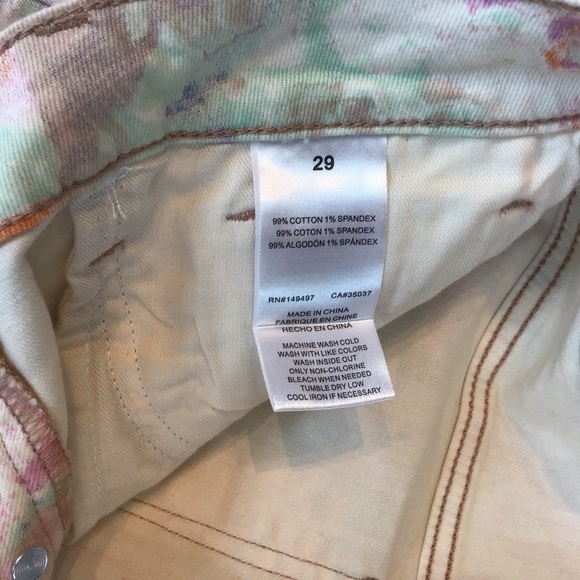 29
99% COTTON 1% SPANDEX
99% COTON 1% SPANDEX
99% ALGODÓN 1% SPÁNDEX
RN#149497 CA#35037
MADE IN CHINA
FABRIQUE EN CHINE
HECHO EN CHINA
MACHINE WASH COLD
WASH WITH LIKE COLORS
WASH INSIDE OUT
ONLY NON-CHLORINE
BLEACH WHEN NEEDED
TUMBLE DRY LOW
COOL IRON IF NECESSARY